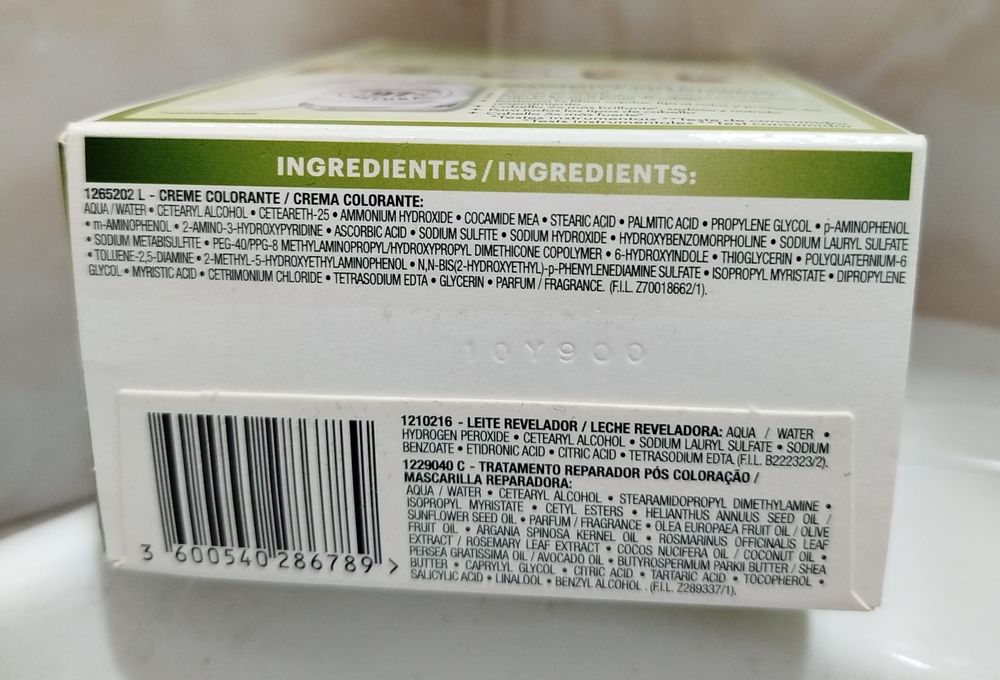 INGREDIENTES / INGREDIENTS:
1265202 L - CREME COLORANTE / CREMA COLORANTE:
AQUA / WATER • CETEARYL ALCOHOL • CETEARETH-25 • AMMONIUM HYDROXIDE • COCAMIDE MEA • STEARIC ACID • PALMITIC ACID • PROPYLENE GLYCOL • p-AMINOPHENOL
• m-AMINOPHENOL • 2-AMINO-3-HYDROXYPYRIDINE • ASCORBIC ACID • SODIUM SULFITE • SODIUM HYDROXIDE • HYDROXYBENZOMORPHOLINE • SODIUM LAURYL SULFATE
• SODIUM METABISULFITE • PEG-40/PPG-8 METHYLAMINOPROPYL/HYDROXYPROPYL DIMETHICONE COPOLYMER • 6-HYDROXYINDOLE • THIOGLYCERIN • POLYQUATERNIUM-6
• TOLUENE-2,5-DIAMINE • 2-METHYL-5-HYDROXYETHYLAMINOPHENOL • N,N-BIS(2-HYDROXYETHYL)-p-PHENYLENEDIAMINE SULFATE • ISOPROPYL MYRISTATE • DIPROPYLENE
GLYCOL • MYRISTIC ACID • CETRIMONIUM CHLORIDE • TETRASODIUM EDTA • GLYCERIN • PARFUM / FRAGRANCE. (F.I.L. Z70018662/1).
10Y900
1210216 - LEITE REVELADOR / LECHE REVELADORA: AQUA / WATER •
HYDROGEN PEROXIDE • CETEARYL ALCOHOL • SODIUM LAURYL SULFATE • SODIUM
BENZOATE • ETIDRONIC ACID • CITRIC ACID • TETRASODIUM EDTA. (F.I.L. B222323/2).
1229040 C - TRATAMENTO REPARADOR PÓS COLORAÇÃO /
MASCARILLA REPARADORA:
AQUA / WATER • CETEARYL ALCOHOL • STEARAMIDOPROPYL DIMETHYLAMINE •
ISOPROPYL MYRISTATE • CETYL ESTERS • HELIANTHUS ANNUUS SEED OIL /
SUNFLOWER SEED OIL • PARFUM / FRAGRANCE • OLEA EUROPAEA FRUIT OIL / OLIVE
FRUIT OIL • ARGANIA SPINOSA KERNEL OIL • ROSMARINUS OFFICINALIS LEAF
EXTRACT / ROSEMARY LEAF EXTRACT • COCOS NUCIFERA OIL / COCONUT OIL •
PERSEA GRATISSIMA OIL / AVOCADO OIL • BUTYROSPERMUM PARKII BUTTER / SHEA
BUTTER • CAPRYLYL GLYCOL • CITRIC ACID • TARTARIC ACID • TOCOPHEROL •
SALICYLIC ACID • LINALOOL • BENZYL ALCOHOL . (F.I.L. Z289337/1).
3 600540 286789 >